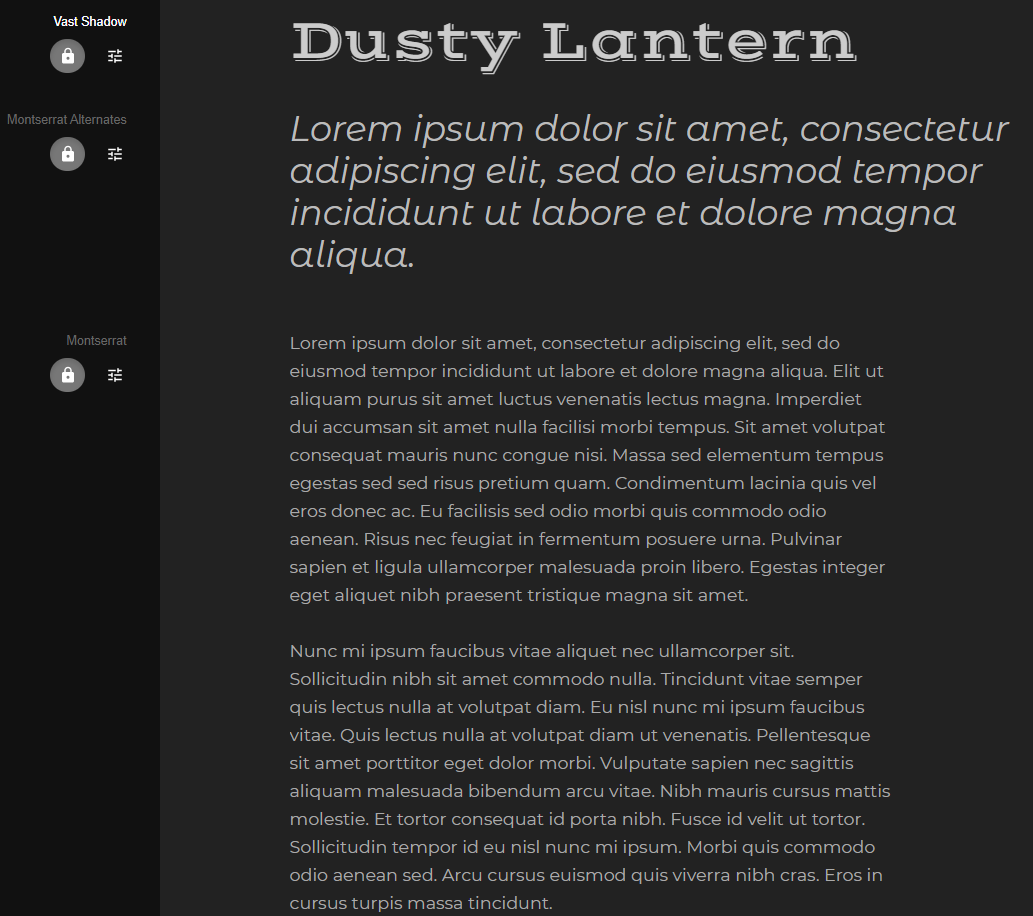 Vast Shadow
Dusty Lantern
Montserrat Alternates
Lorem ipsum dolor sit amet, consectetur
adipiscing elit, sed do eiusmod tempor
incididunt ut labore et dolore magna
aliqua.
Montserrat
Lorem ipsum dolor sit amet, consectetur adipiscing elit, sed do
eiusmod tempor incididunt ut labore et dolore magna aliqua. Elit ut
aliquam purus sit amet luctus venenatis lectus magna. Imperdiet
dui accumsan sit amet nulla facilisi morbi tempus. Sit amet volutpat
consequat mauris nunc congue nisi. Massa sed elementum tempus
egestas sed sed risus pretium quam. Condimentum lacinia quis vel
eros donec ac. Eu facilisis sed odio morbi quis commodo odio
aenean. Risus nec feugiat in fermentum posuere urna. Pulvinar
sapien et ligula ullamcorper malesuada proin libero. Egestas integer
eget aliquet nibh praesent tristique magna sit amet.
Nunc mi ipsum faucibus vitae aliquet nec ullamcorper sit.
Sollicitudin nibh sit amet commodo nulla. Tincidunt vitae semper
quis lectus nulla at volutpat diam. Eu nisl nunc mi ipsum faucibus
vitae. Quis lectus nulla at volutpat diam ut venenatis. Pellentesque
sit amet porttitor eget dolor morbi. Vulputate sapien nec sagittis
aliquam malesuada bibendum arcu vitae. Nibh mauris cursus mattis
molestie. Et tortor consequat id porta nibh. Fusce id velit ut tortor.
Sollicitudin tempor id eu nisl nunc mi ipsum. Morbi quis commodo
odio aenean sed. Arcu cursus euismod quis viverra nibh cras. Eros in
cursus turpis massa tincidunt.